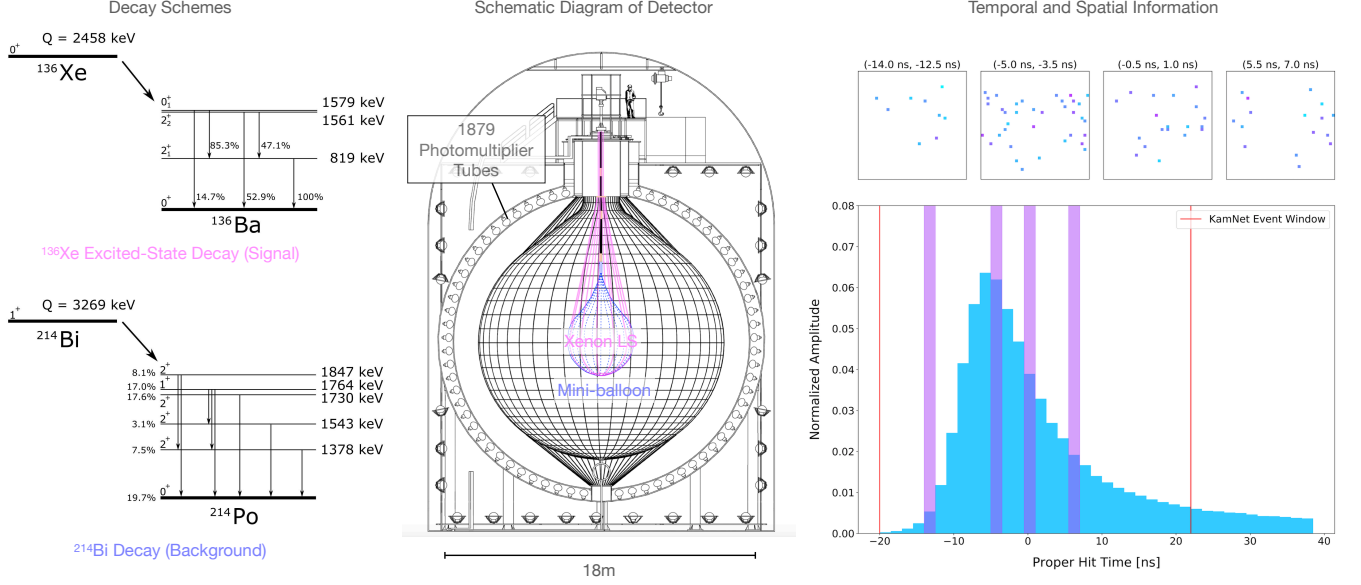 Decay Schemes
0⁺
Q = 2458 keV
¹³⁶Xe
0⁺₁
1579 keV
2⁺₂
1561 keV
85.3%
47.1%
2⁺₁
819 keV
0⁺
14.7%
52.9%
100%
¹³⁶Ba
¹³⁶Xe Excited-State Decay (Signal)
Q = 3269 keV
1⁺
²¹⁴Bi
8.1%
2⁺
1847 keV
17.0%
1⁺
1764 keV
17.6%
2⁺
1730 keV
3.1%
2⁺
1543 keV
7.5%
2⁺
1378 keV
19.7%
0⁺
²¹⁴Po
²¹⁴Bi Decay (Background)
Schematic Diagram of Detector
1879
Photomultiplier
Tubes
Xenon LS
Mini-balloon
18m
Temporal and Spatial Information
(-14.0 ns, -12.5 ns)
(-5.0 ns, -3.5 ns)
(-0.5 ns, 1.0 ns)
(5.5 ns, 7.0 ns)
KamNet Event Window
Normalized Amplitude
0.08
0.07
0.06
0.05
0.04
0.03
0.02
0.01
0.00
−20
−10
0
10
20
30
40
Proper Hit Time [ns]